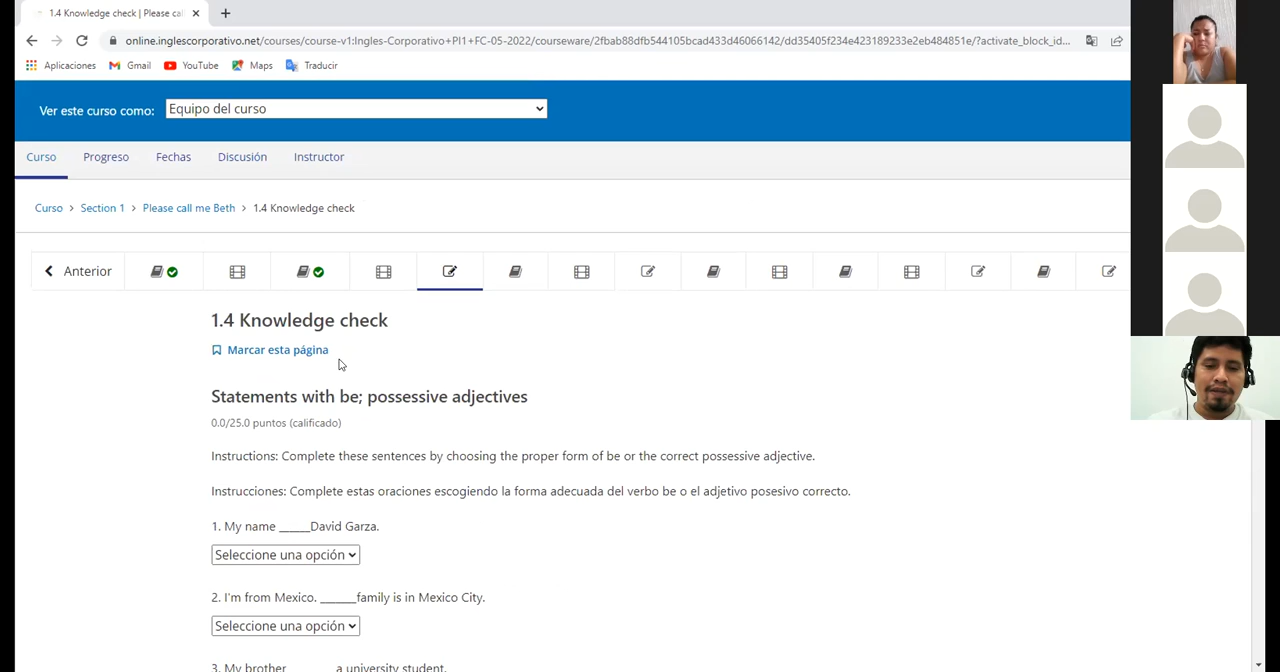 1.4 Knowledge check | Please cal
online.inglescorporativo.net/courses/course-v1:Ingles-Corporativo+PI1+FC-05-2022/courseware/2fbab88dfb544105bcad433d46066142/dd35405f234e423189233e2eb484851e/?activate_block_id...
Aplicaciones Gmail YouTube Maps Traducir
Ver este curso como: Equipo del curso
Curso Progreso Fechas Discusión Instructor
Curso > Section 1 > Please call me Beth > 1.4 Knowledge check
Anterior
1.4 Knowledge check
Marcar esta página
Statements with be; possessive adjectives
0.0/25.0 puntos (calificado)
Instructions: Complete these sentences by choosing the proper form of be or the correct possessive adjective.
Instrucciones: Complete estas oraciones escogiendo la forma adecuada del verbo be o el adjetivo posesivo correcto.
1. My name _____David Garza.
Seleccione una opción
2. I'm from Mexico. ______family is in Mexico City.
Seleccione una opción
3. My brother _______ a university student.